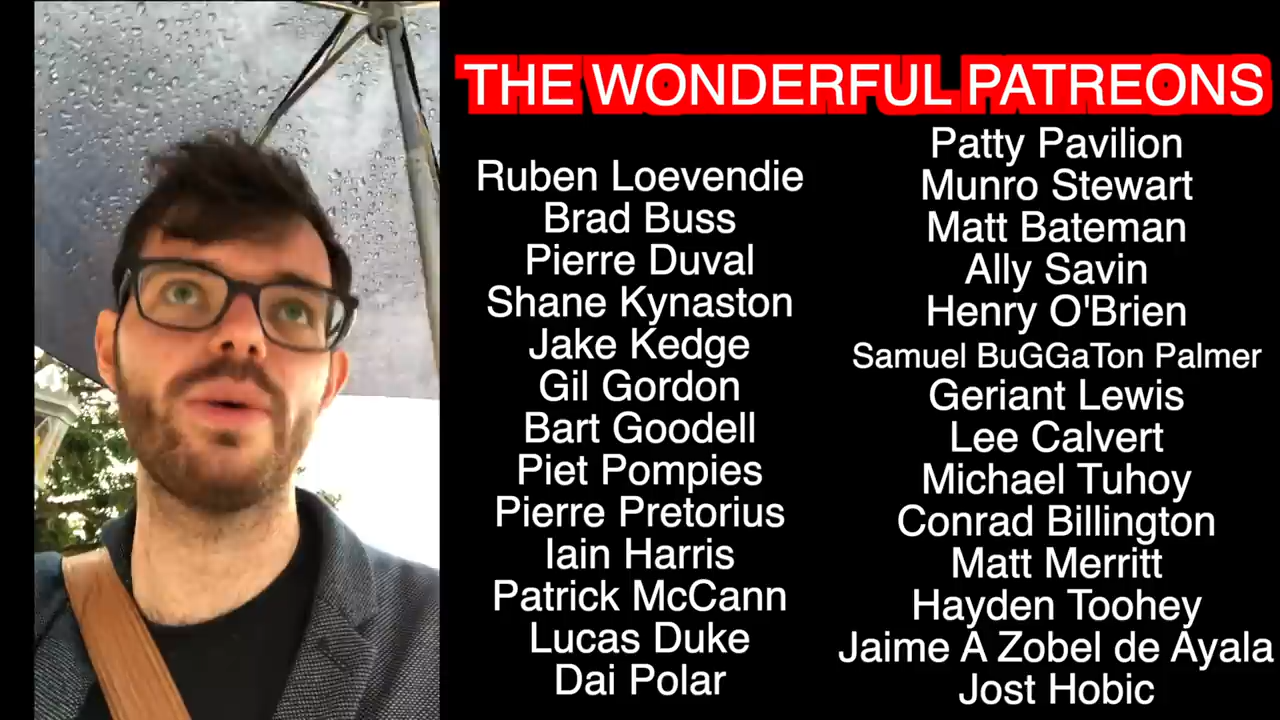 THE WONDERFUL PATREONS
Ruben Loevendie
Brad Buss
Pierre Duval
Shane Kynaston
Jake Kedge
Gil Gordon
Bart Goodell
Piet Pompies
Pierre Pretorius
Iain Harris
Patrick McCann
Lucas Duke
Dai Polar
Patty Pavilion
Munro Stewart
Matt Bateman
Ally Savin
Henry O'Brien
Samuel BuGGaTon Palmer
Geriant Lewis
Lee Calvert
Michael Tuhoy
Conrad Billington
Matt Merritt
Hayden Toohey
Jaime A Zobel de Ayala
Jost Hobic